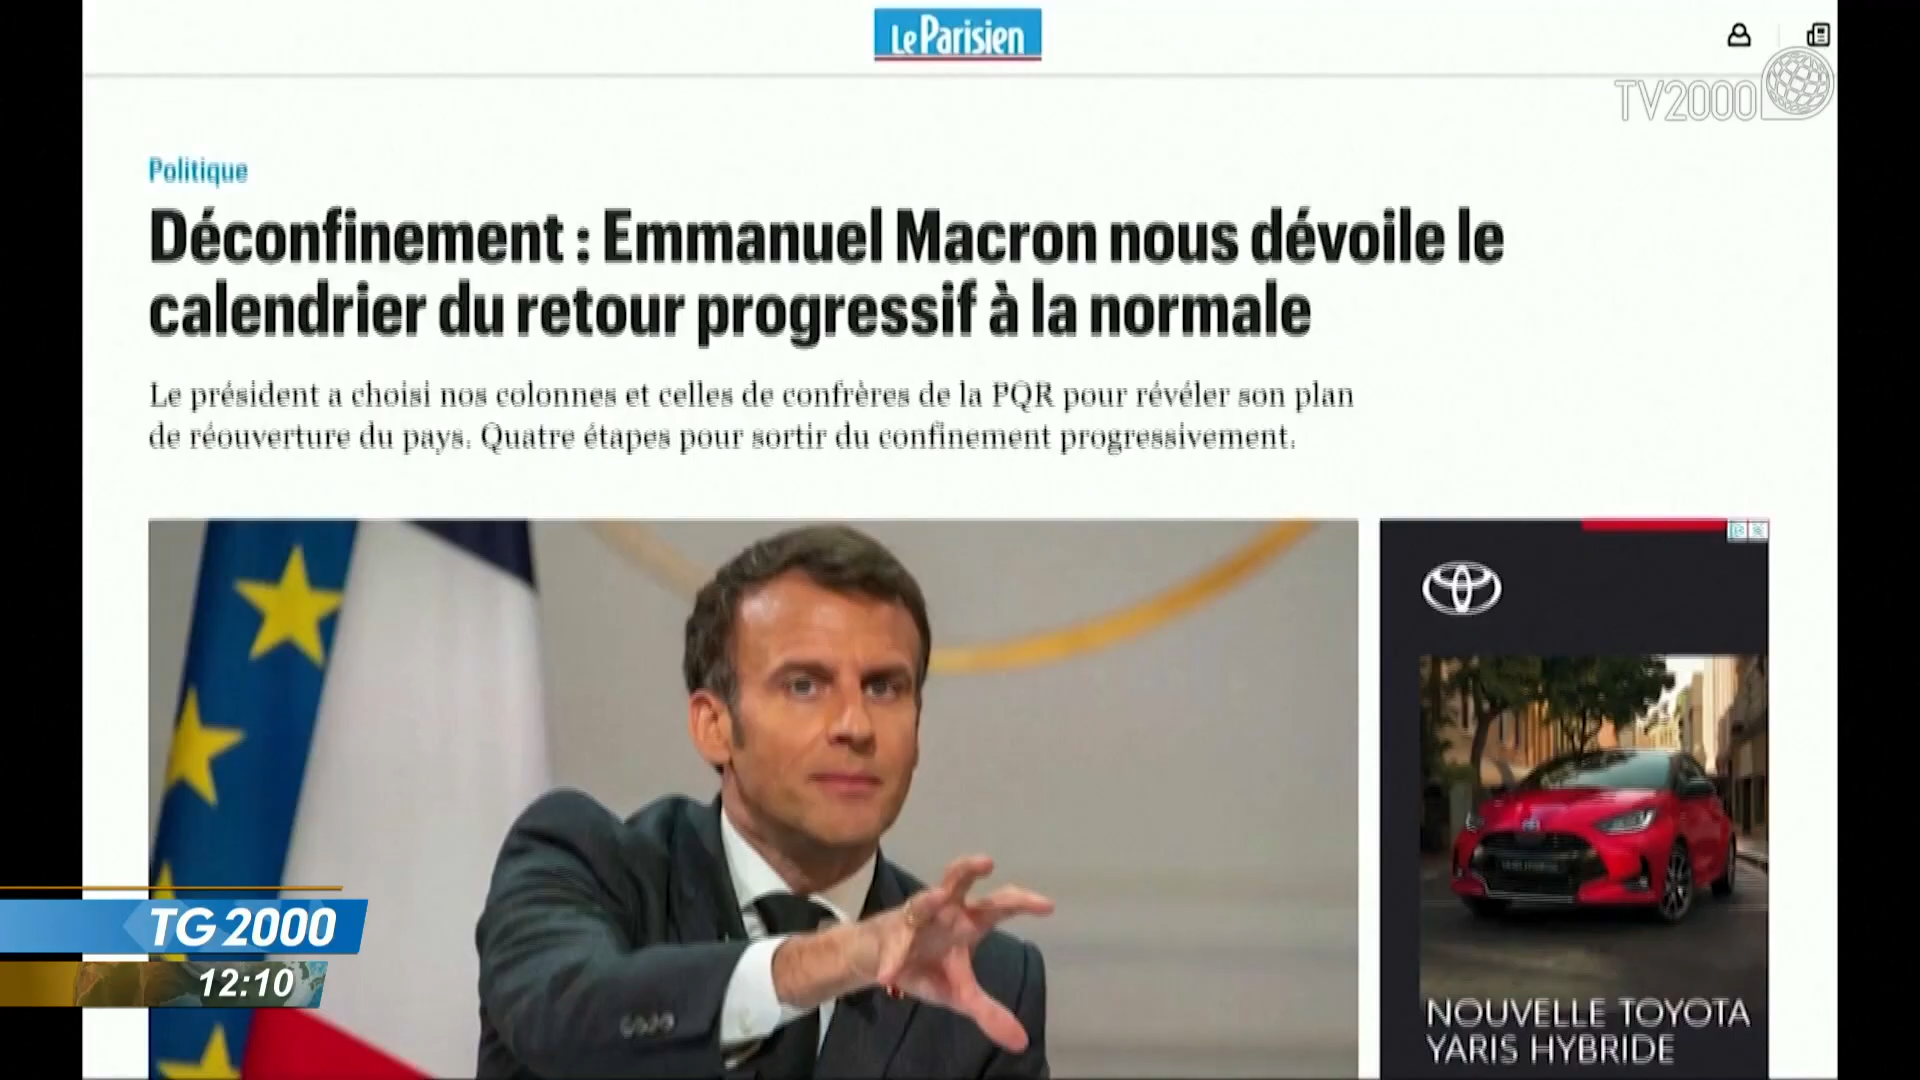 Le Parisien
TV2000
Politique
Déconfinement : Emmanuel Macron nous dévoile le
calendrier du retour progressif à la normale
Le président a choisi nos colonnes et celles de confrères de la PQR pour révéler son plan
de réouverture du pays. Quatre étapes pour sortir du confinement progressivement.
TG 2000
12:10
NOUVELLE TOYOTA
YARIS HYBRIDE